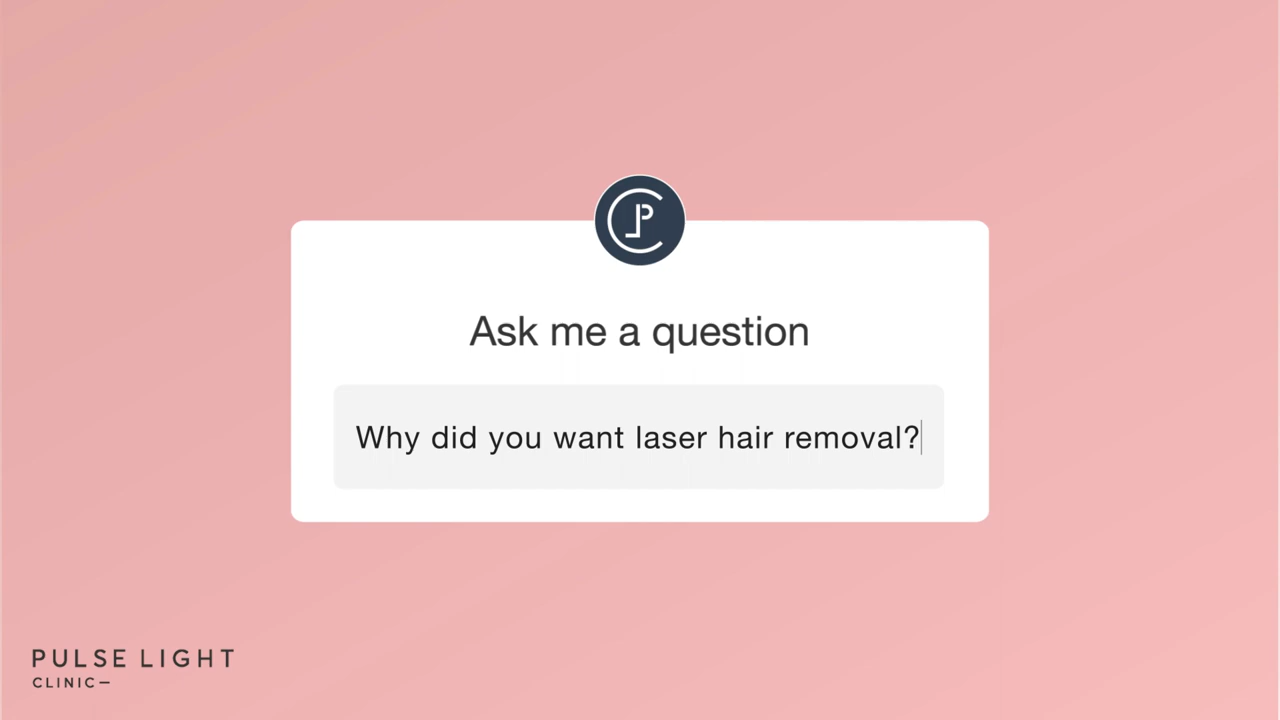 Ask me a question
Why did you want laser hair removal?
PULSE LIGHT
CLINIC